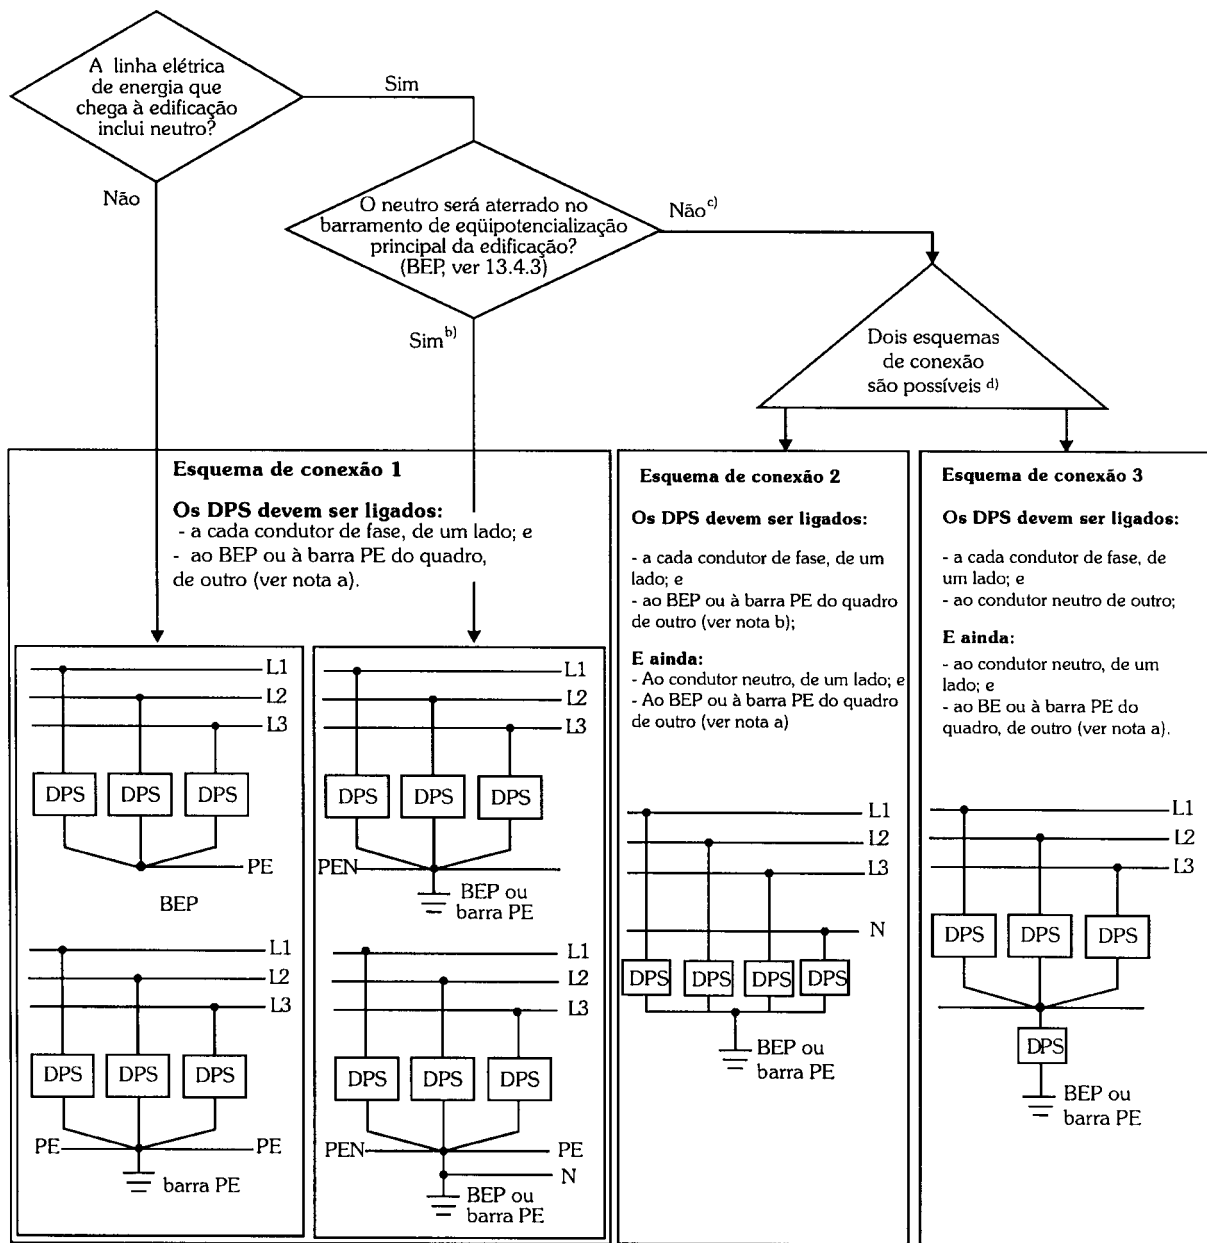 A linha elétrica
de energia que
chega à edificação
inclui neutro?
Sim
Não
O neutro será aterrado no
barramento de eqüipotencialização
principal da edificação?
(BEP, ver 13.4.3)
Não c)
Sim b)
Dois esquemas
de conexão
são possíveis d)
Esquema de conexão 1
Os DPS devem ser ligados:
- a cada condutor de fase, de um lado; e
- ao BEP ou à barra PE do quadro,
de outro (ver nota a).
L1
L2
L3
DPS DPS DPS
PE
BEP
L1
L2
L3
DPS DPS DPS
PE PE
barra PE
L1
L2
L3
DPS DPS DPS
PEN
BEP ou
barra PE
L1
L2
L3
DPS DPS DPS
PEN PE
N
BEP ou
barra PE
Esquema de conexão 2
Os DPS devem ser ligados:
- a cada condutor de fase, de um
lado; e
- ao BEP ou à barra PE do quadro
de outro (ver nota b);
E ainda:
- Ao condutor neutro, de um lado; e
- Ao BEP ou à barra PE do quadro
de outro (ver nota a)
L1
L2
L3
N
DPS DPS DPS DPS
BEP ou
barra PE
Esquema de conexão 3
Os DPS devem ser ligados:
- a cada condutor de fase, de
um lado; e
- ao condutor neutro de outro;
E ainda:
- ao condutor neutro, de um
lado; e
- ao BE ou à barra PE do
quadro, de outro (ver nota a).
L1
L2
L3
DPS DPS DPS
DPS
BEP ou
barra PE